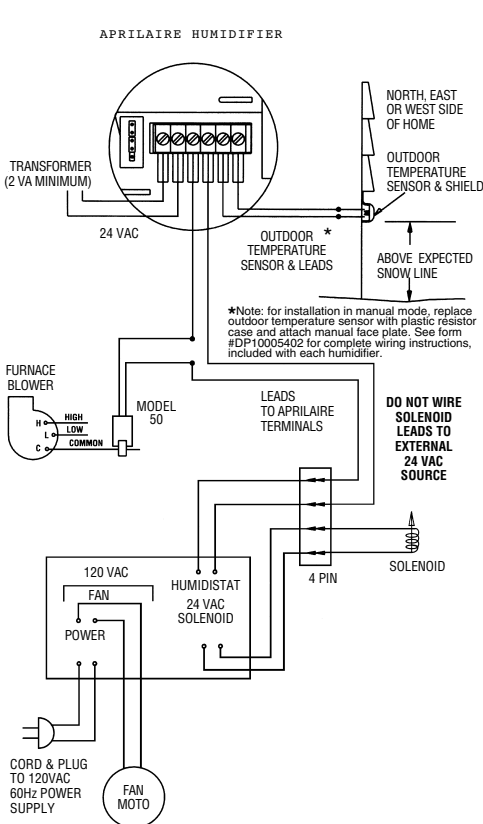 APRILAIRE HUMIDIFIER
NORTH, EAST
OR WEST SIDE
OF HOME
OUTDOOR
TEMPERATURE
SENSOR & SHIELD
TRANSFORMER
(2 VA MINIMUM)
24 VAC
OUTDOOR *
TEMPERATURE
SENSOR & LEADS
ABOVE EXPECTED
SNOW LINE
*Note: for installation in manual mode, replace
outdoor temperature sensor with plastic resistor
case and attach manual face plate. See form
#DP10005402 for complete wiring instructions,
included with each humidifier.
FURNACE
BLOWER
H HIGH
L LOW
C COMMON
MODEL
50
LEADS
TO APRILAIRE
TERMINALS
DO NOT WIRE
SOLENOID
LEADS TO
EXTERNAL
24 VAC
SOURCE
4 PIN
SOLENOID
120 VAC
FAN
POWER
HUMIDISTAT
24 VAC
SOLENOID
CORD & PLUG
TO 120VAC
60Hz POWER
SUPPLY
FAN
MOTO